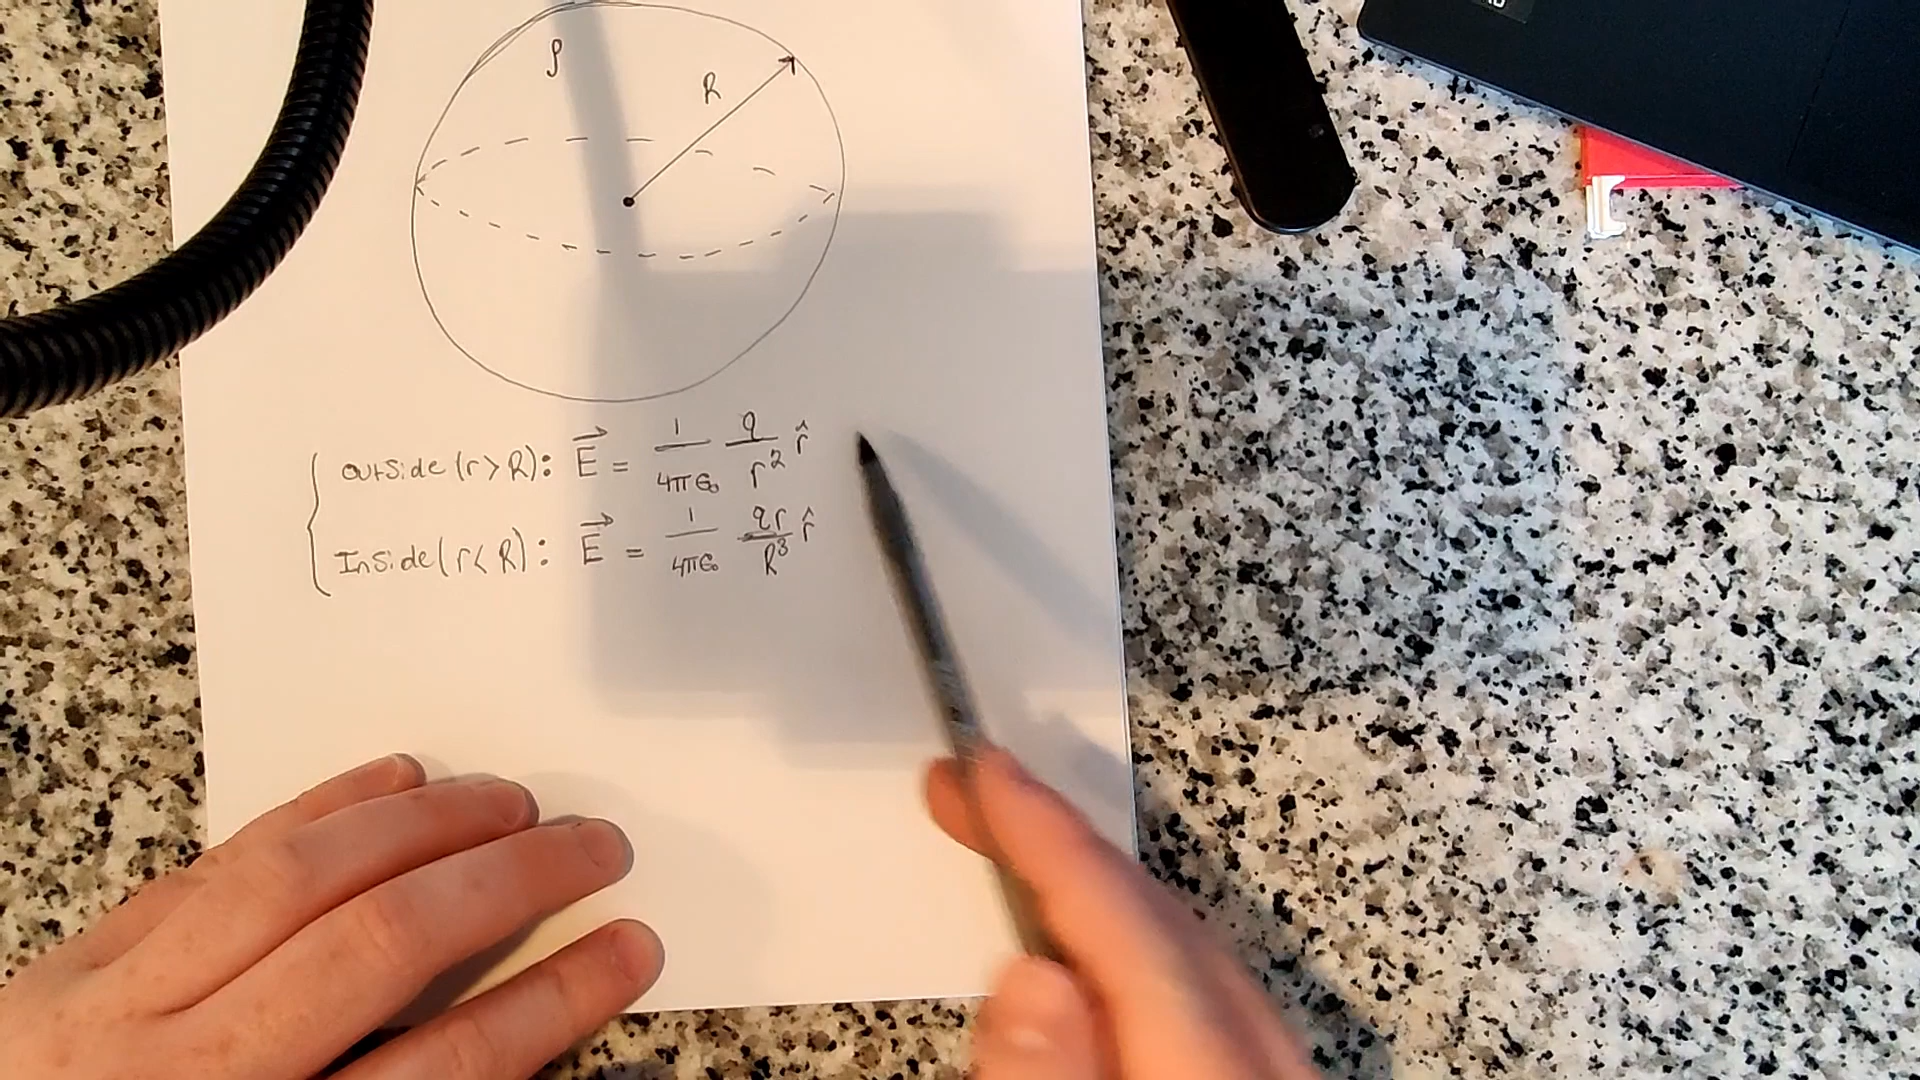 ρ
R
outside (r > R): E⃗ = 1/4πε₀ q/r² r̂
Inside (r < R): E⃗ = 1/4πε₀ qr/R³ r̂